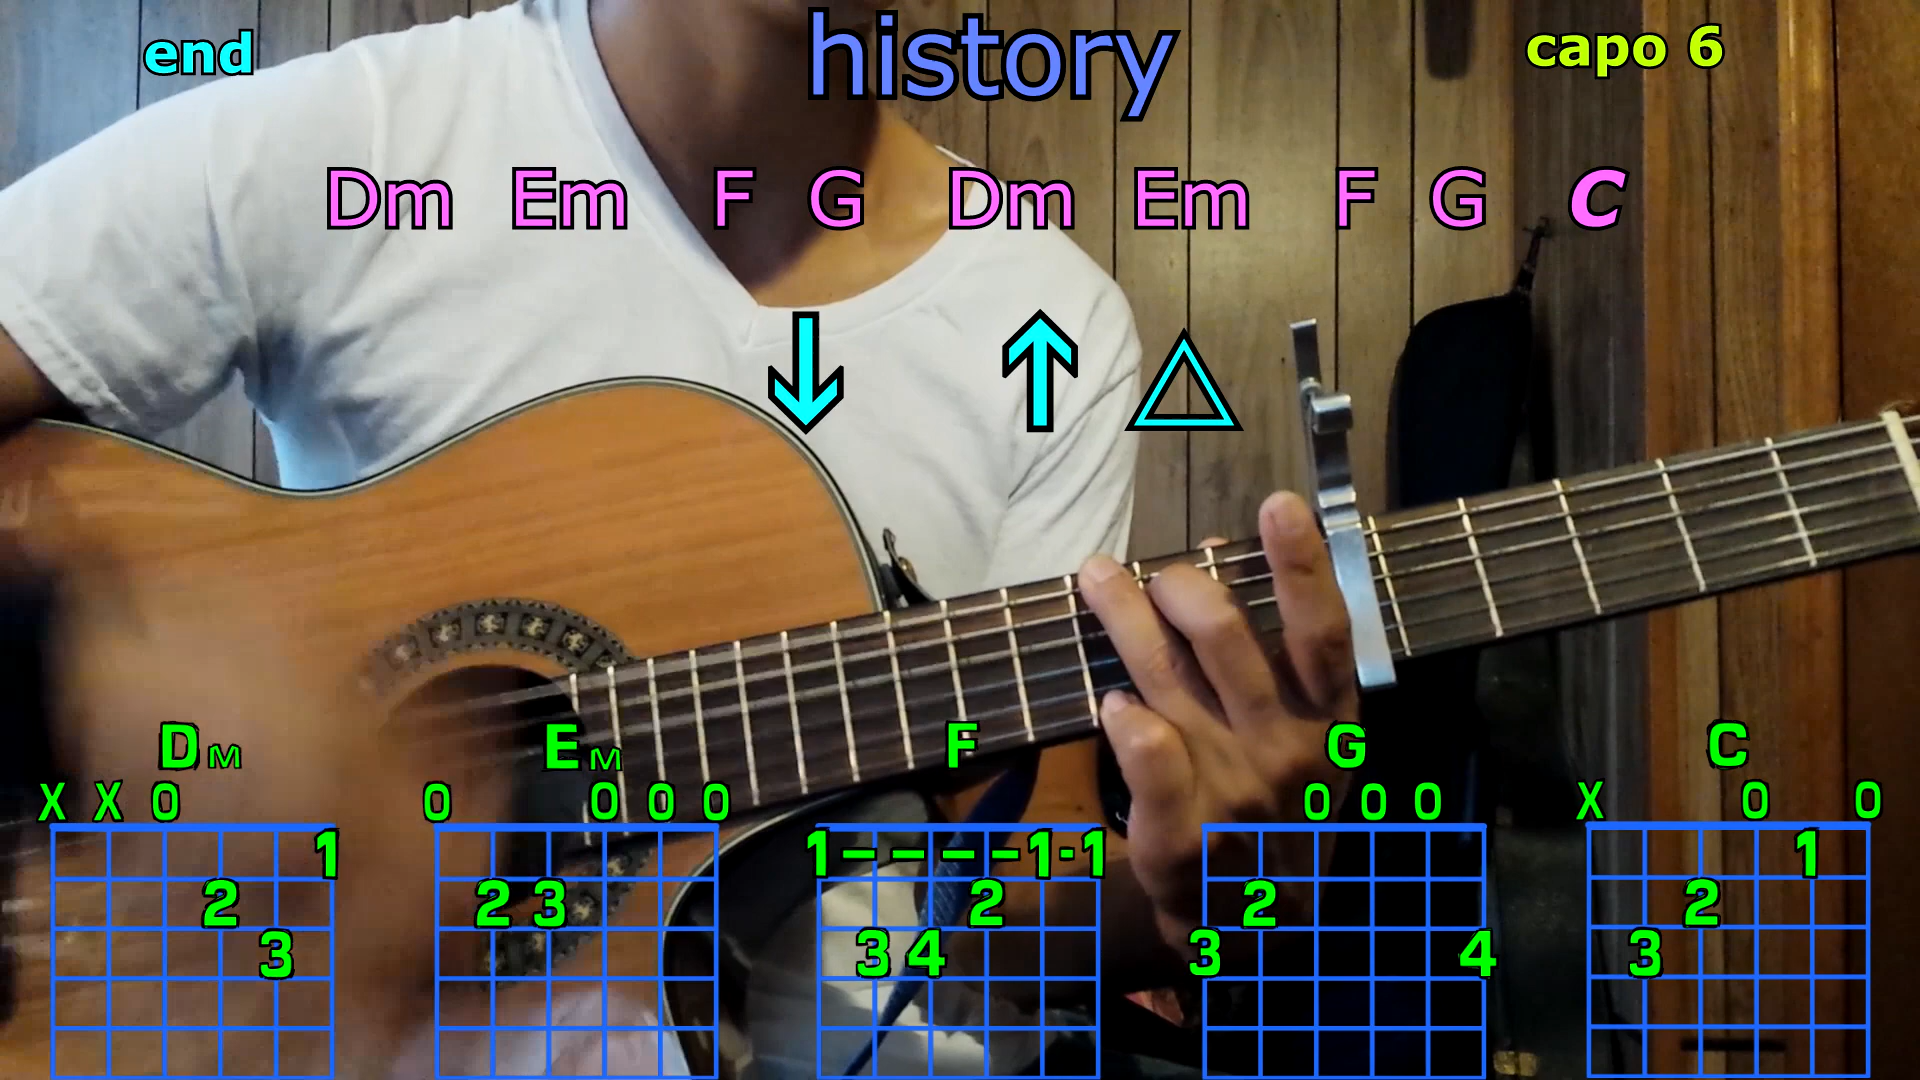 end history capo 6
Dm Em F G Dm Em F G C
DM EM F G C
X X 0 0 0 0 0 0 0 0 X 0 0
1 1 - - - - 1 - 1 1
2 2 3 2 2 2
3 3 4 3 4 3